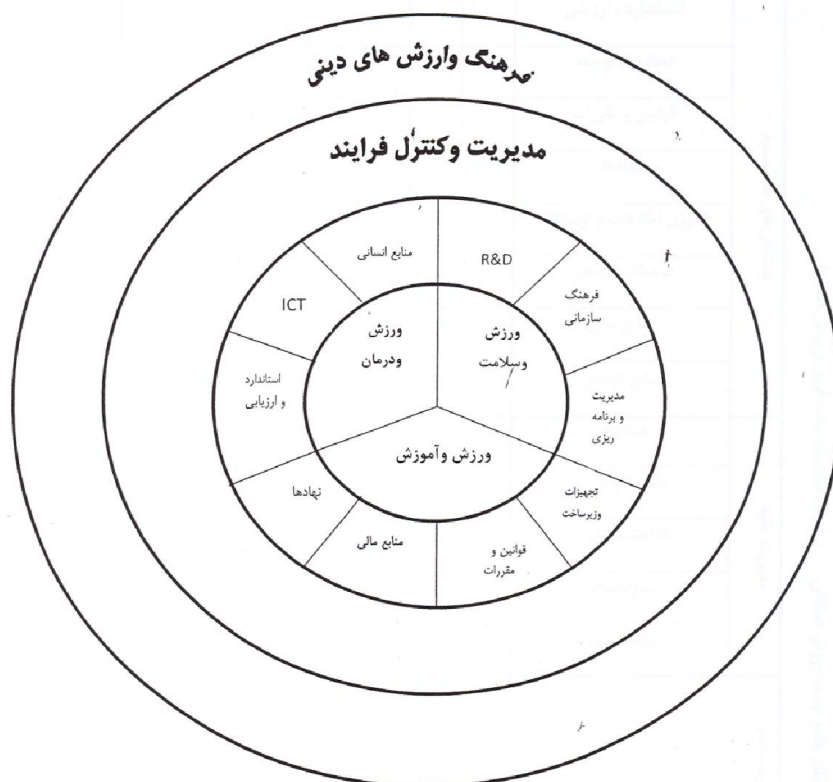 فرهنگ وارزش های دینی
مدیریت وکنترل فرایند
R&D
فرهنگ
سازمانی
مدیریت
و برنامه
ریزی
تجهیزات
وزیرساخت
قوانین و
مقررات
منابع مالی
نهادها
استاندارد
و ارزیابی
ICT
منابع انسانی
ورزش
وسلامت
ورزش
ودرمان
ورزش وآموزش